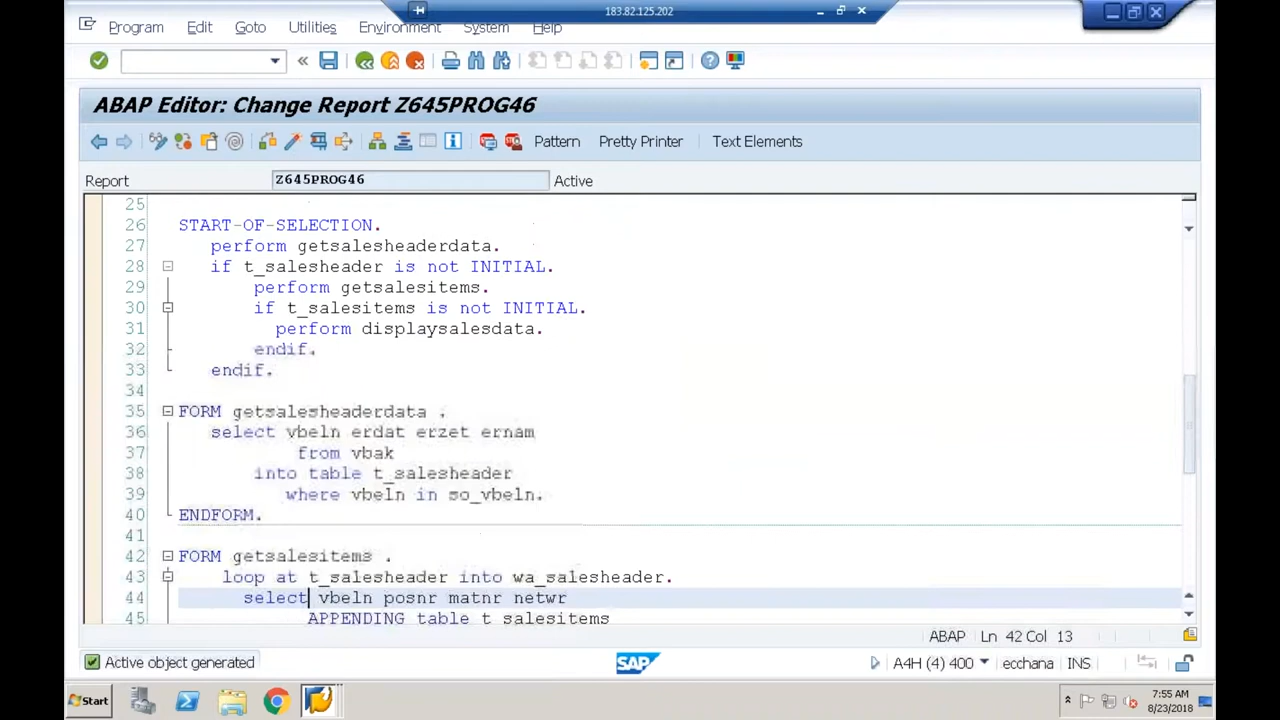 183.82.125.202
Program Edit Goto Utilities Environment System Help
ABAP Editor: Change Report Z645PROG46
Pattern Pretty Printer Text Elements
Report Z645PROG46 Active
25
26 START-OF-SELECTION.
27 perform getsalesheaderdata.
28 if t_salesheader is not INITIAL.
29 perform getsalesitems.
30 if t_salesitems is not INITIAL.
31 perform displaysalesdata.
32 endif.
33 endif.
34
35 FORM getsalesheaderdata .
36 select vbeln erdat erzet ernam
37 from vbak
38 into table t_salesheader
39 where vbeln in so_vbeln.
40 ENDFORM.
41
42 FORM getsalesitems .
43 loop at t_salesheader into wa_salesheader.
44 select vbeln posnr matnr netwr
45 APPENDING table t_salesitems
ABAP Ln 42 Col 13
Active object generated SAP A4H (4) 400 ecchana INS
Start 7:55 AM
8/23/2018